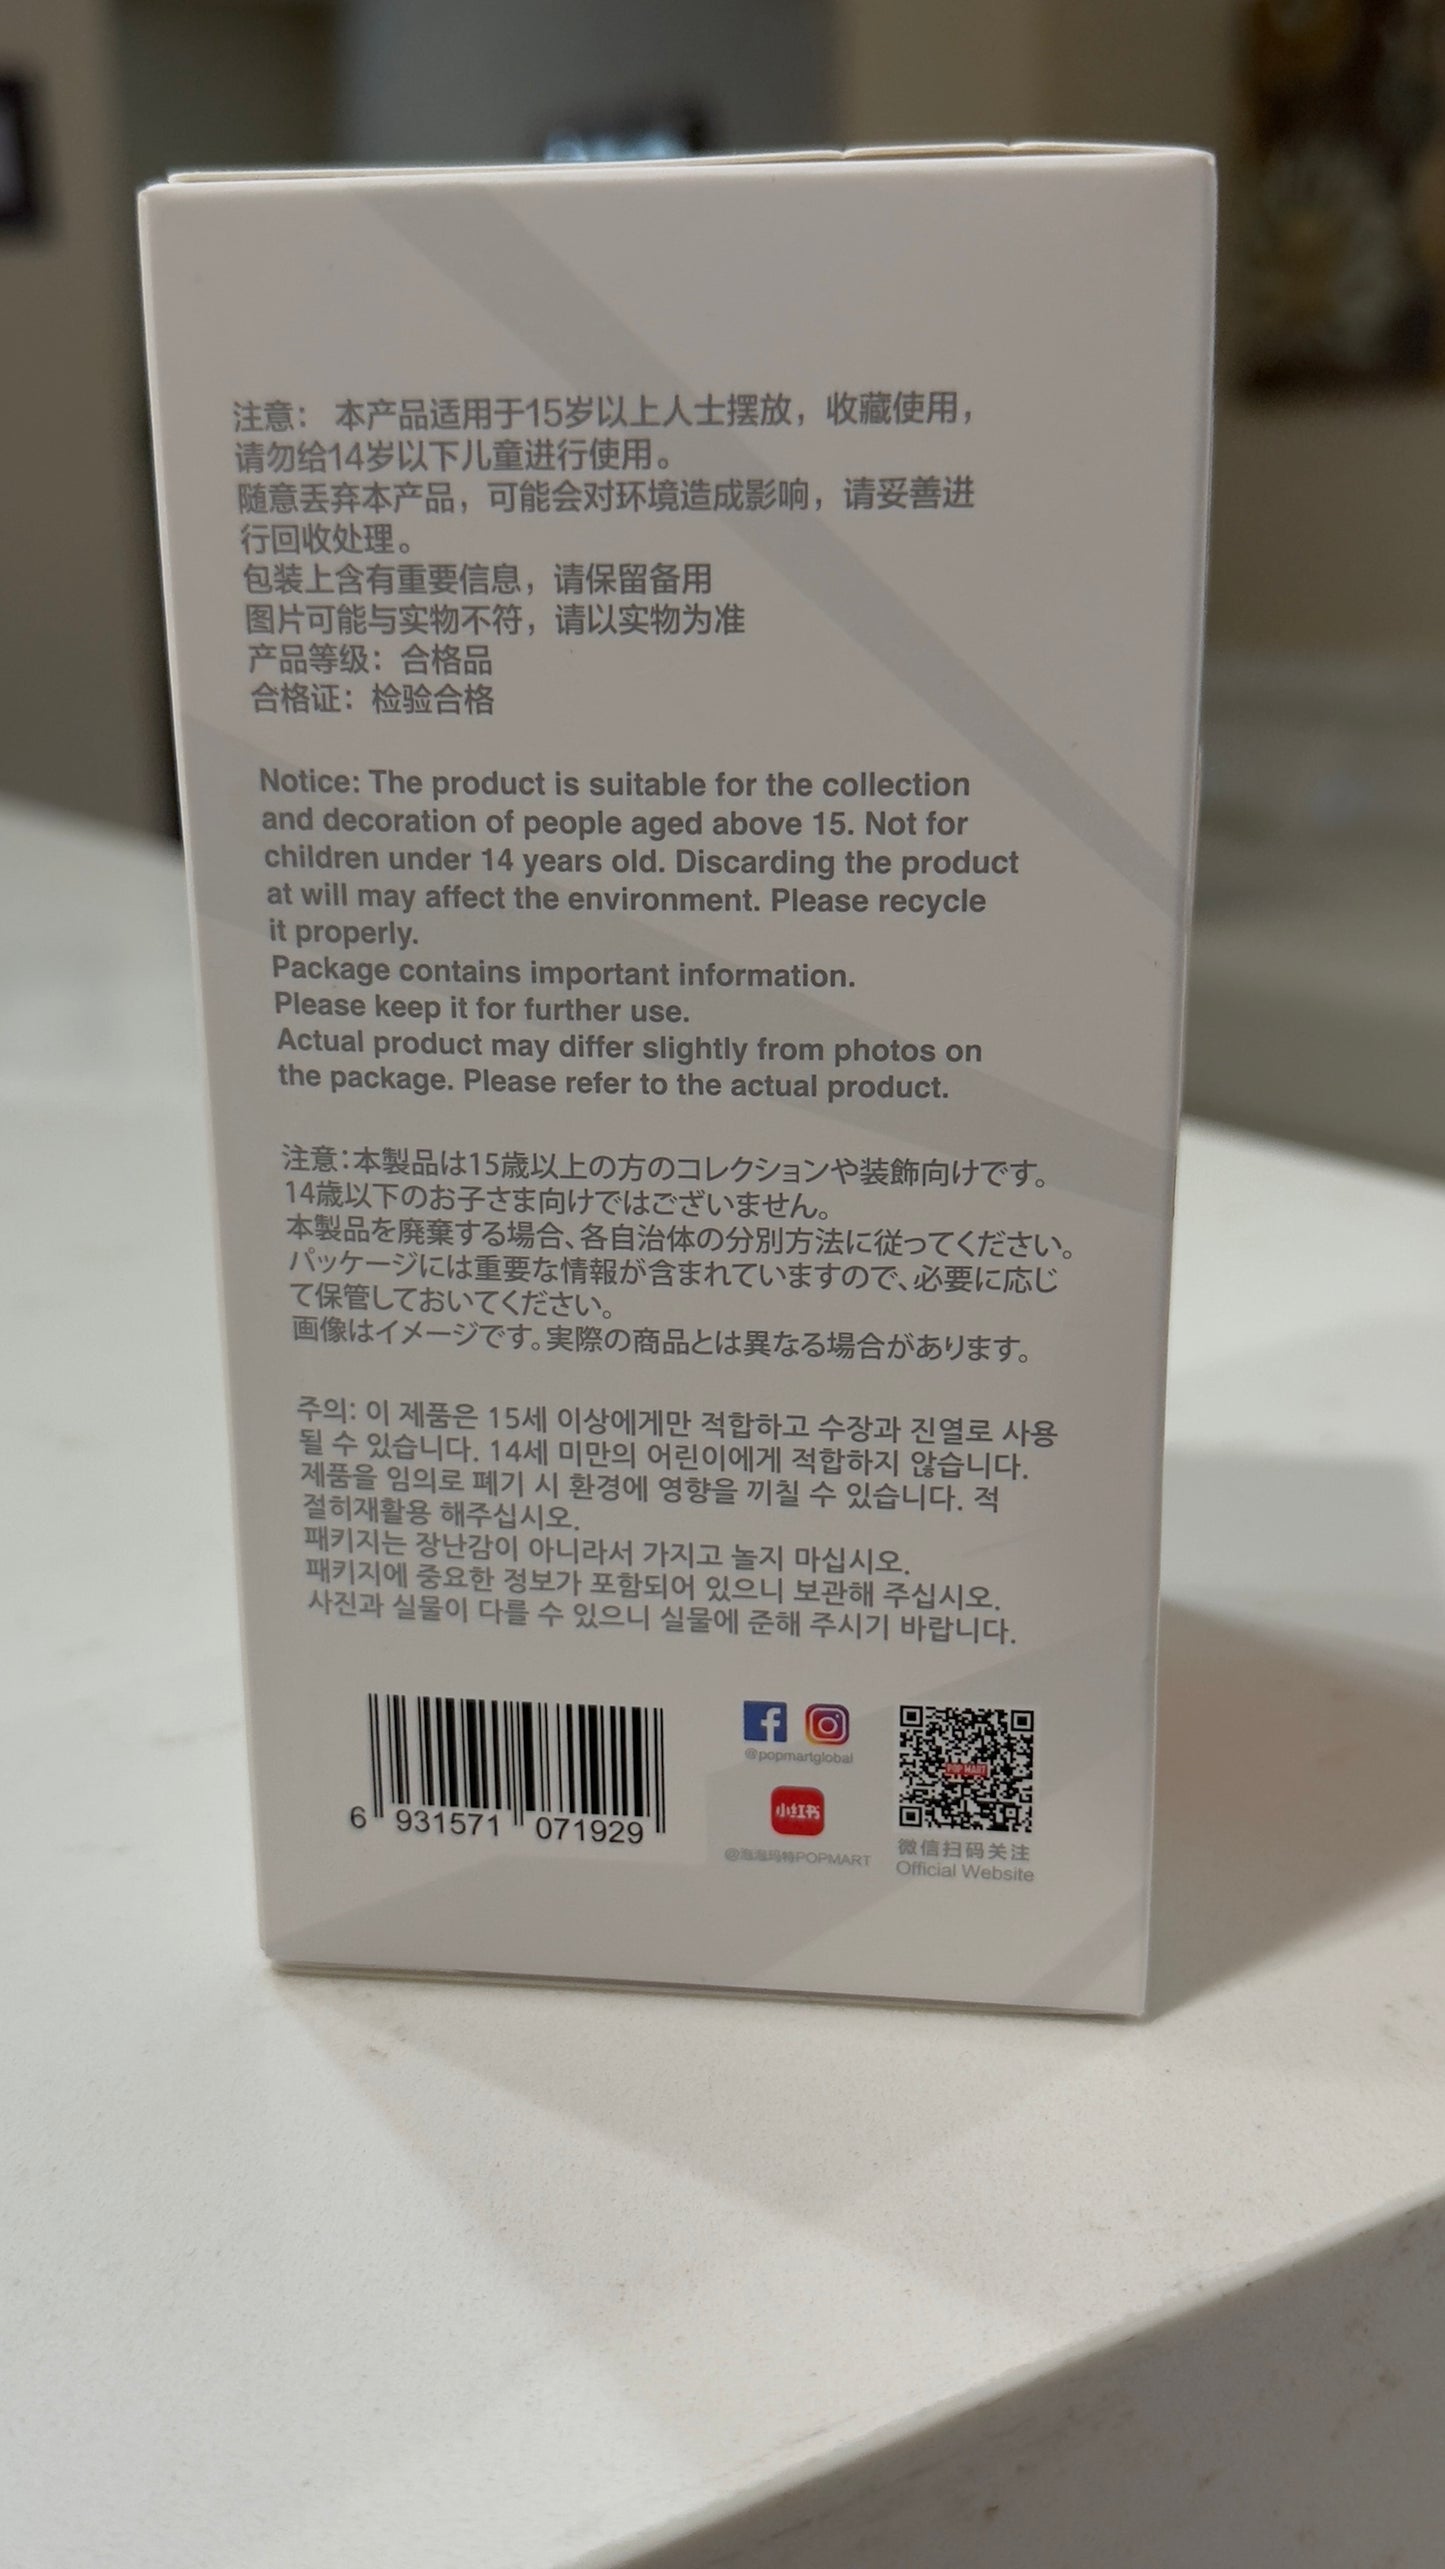 注意： 本产品适用于15岁以上人士摆放，收藏使用，
请勿给14岁以下儿童进行使用。
随意丢弃本产品，可能会对环境造成影响，请妥善进
行回收处理。
包装上含有重要信息，请保留备用
图片可能与实物不符，请以实物为准
产品等级：合格品
合格证：检验合格
Notice: The product is suitable for the collection
and decoration of people aged above 15. Not for
children under 14 years old. Discarding the product
at will may affect the environment. Please recycle
it properly.
Package contains important information.
Please keep it for further use.
Actual product may differ slightly from photos on
the package. Please refer to the actual product.
注意：本製品は15歳以上の方のコレクションや装飾向けです。
14歳以下のお子さま向けではございません。
本製品を廃棄する場合、各自治体の分別方法に従ってください。
パッケージには重要な情報が含まれていますので、必要に応じ
て保管しておいてください。
画像はイメージです。実際の商品とは異なる場合があります。
주의: 이 제품은 15세 이상에게만 적합하고 수장과 진열로 사용
될 수 있습니다. 14세 미만의 어린이에게 적합하지 않습니다.
제품을 임의로 폐기 시 환경에 영향을 끼칠 수 있습니다. 적
절히재활용 해주십시오.
패키지는 장난감이 아니라서 가지고 놀지 마십시오.
패키지에 중요한 정보가 포함되어 있으니 보관해 주십시오.
사진과 실물이 다를 수 있으니 실물에 준해 주시기 바랍니다.
6 931571 071929
@popmartglobal
小红书
@泡泡玛特POPMART
POP MART
微信扫码关注
Official Website